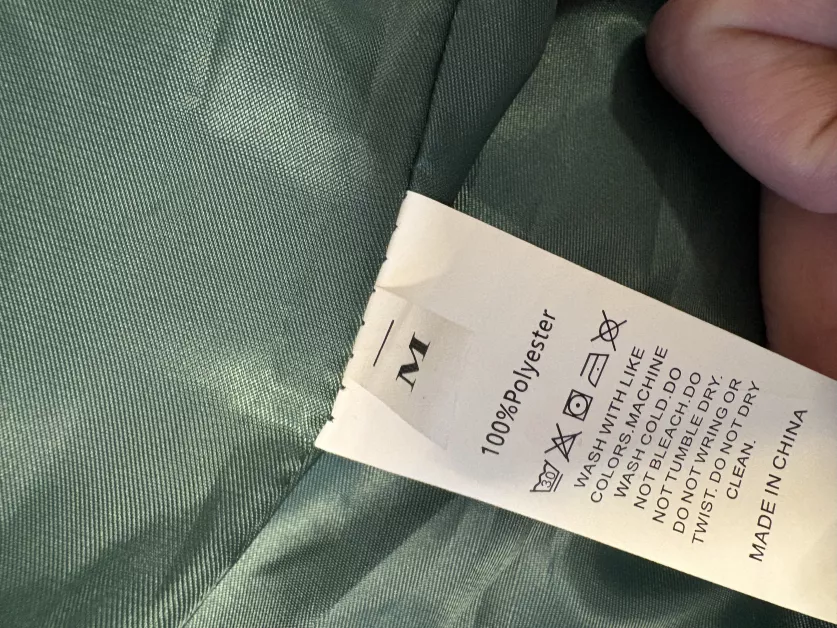 M
100%Polyester
30
WASH WITH LIKE
COLORS.MACHINE
WASH COLD.DO
NOT BLEACH.DO
NOT TUMBLE DRY.
DO NOT WRING OR
TWIST. DO NOT DRY
CLEAN.
MADE IN CHINA